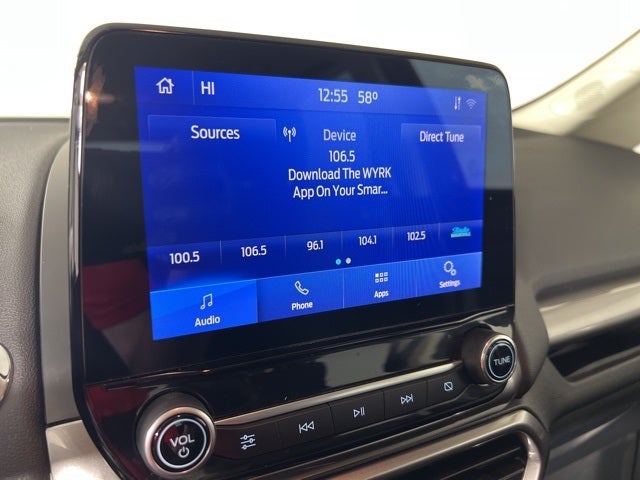 HI 12:55 58°
Sources Device Direct Tune
106.5
Download The WYRK
App On Your Smar...
100.5 106.5 96.1 104.1 102.5
Audio Phone Apps Settings
VOL TUNE